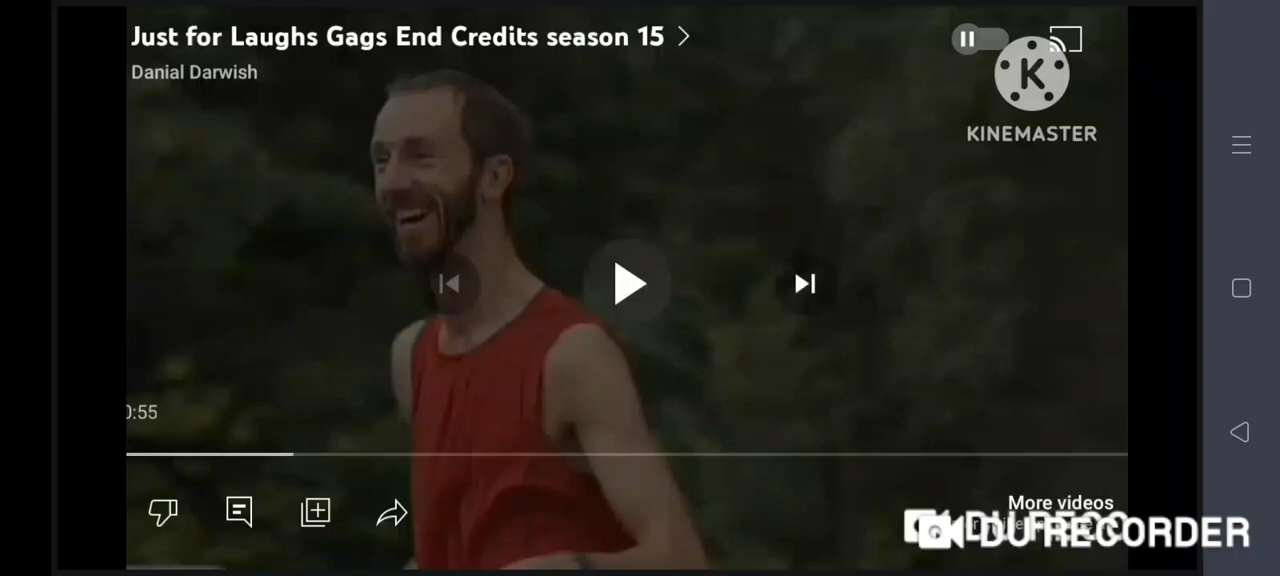 Just for Laughs Gags End Credits season 15
Danial Darwish
K
KINEMASTER
0:55
More videos
DU RECORDER